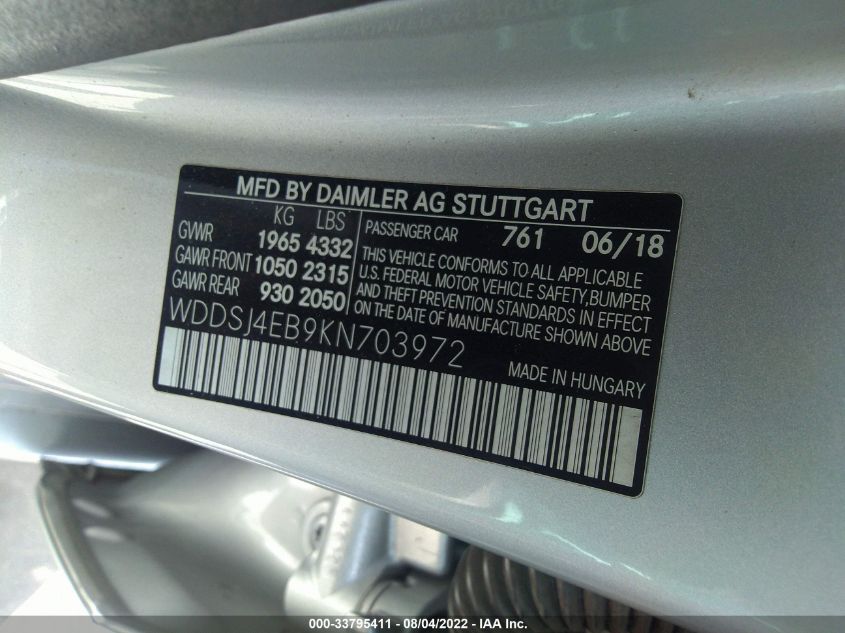 MFD BY DAIMLER AG STUTTGART
KG LBS
GVWR 1965 4332
GAWR FRONT 1050 2315
GAWR REAR 930 2050
PASSENGER CAR 761 06/18
THIS VEHICLE CONFORMS TO ALL APPLICABLE
U.S. FEDERAL MOTOR VEHICLE SAFETY,BUMPER
AND THEFT PREVENTION STANDARDS IN EFFECT
ON THE DATE OF MANUFACTURE SHOWN ABOVE
WDDSJ4EB9KN703972
MADE IN HUNGARY
000-33795411 - 08/04/2022 - IAA Inc.